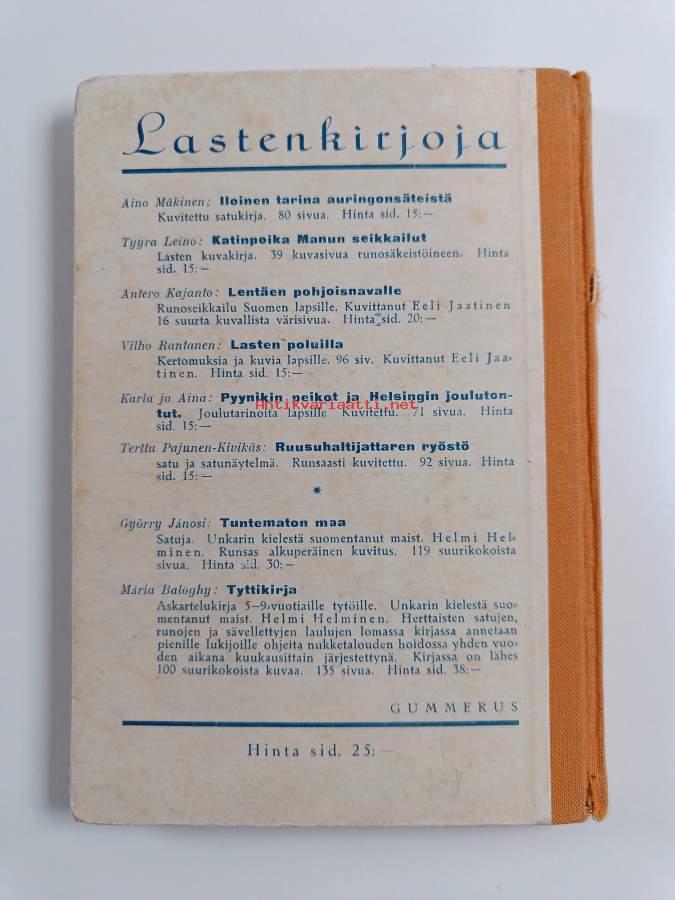 Lastenkirjoja
Aino Mäkinen: Iloinen tarina auringonsäteistä
Kuvitettu satukirja. 80 sivua. Hinta sid. 15:—
Tyyra Leino: Katinpoika Manun seikkailut
Lasten kuvakirja. 39 kuvasivua runosäkeistöineen. Hinta
sid. 15:—
Antero Kajanto: Lentäen pohjoisnavalle
Runoseikkailu Suomen lapsille. Kuvittanut Eeli Jaatinen
16 suurta kuvallista värisivua. Hinta sid. 20:—
Vilho Rantanen: Lasten poluilla
Kertomuksia ja kuvia lapsille. 96 siv. Kuvittanut Eeli Jaa-
tinen. Hinta sid. 15:—
Karla ja Aina: Pyynikin peikot ja Helsingin jouluton-
tut. Joulutarinoita lapsille Kuvitettu. 71 sivua. Hinta
sid. 15:—
Antikvariaatti.net
Terttu Pajunen-Kivikäs: Ruusuhaltijattaren ryöstö
satu ja satunäytelmä. Runsaasti kuvitettu. 92 sivua. Hinta
sid. 15:—
*
Györry Jánosi: Tuntematon maa
Satuja. Unkarin kielestä suomentanut maist. Helmi Hel-
minen. Runsas alkuperäinen kuvitus. 119 suurikokoista
sivua. Hinta sid. 30:—
Mária Baloghy: Tyttikirja
Askartelukirja 5-9-vuotiaille tytöille. Unkarin kielestä suo-
mentanut maist. Helmi Helminen. Herttaisten satujen,
runojen ja sävellettyjen laulujen lomassa kirjassa annetaan
pienille lukijoille ohjeita nukketalouden hoidossa yhden vuo-
den aikana kuukausittain järjestettynä. Kirjassa on lähes
100 suurikokoista kuvaa. 135 sivua. Hinta sid. 38:—
GUMMERUS
Hinta sid. 25:—